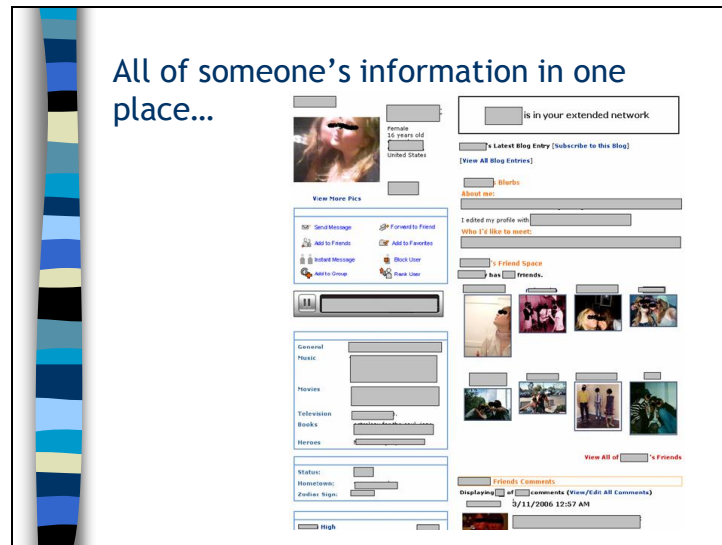 All of someone's information in one
place…
is in your extended network
Female
16 years old
United States
's Latest Blog Entry [Subscribe to this Blog]
[View All Blog Entries]
View More Pics
s Blurbs
About me:
I edited my profile with
Who I'd like to meet:
Send Message
Forward to Friend
Add to Friends
Add to Favorites
Instant Message
Block User
Add to Group
Rank User
's Friend Space
has
friends.
General
Music
Movies
Television
Books
Heroes
View All of
's Friends
Status:
Hometown:
Zodiac Sign:
Friends Comments
Displaying
of
comments (View/Edit All Comments)
3/11/2006 12:57 AM
High